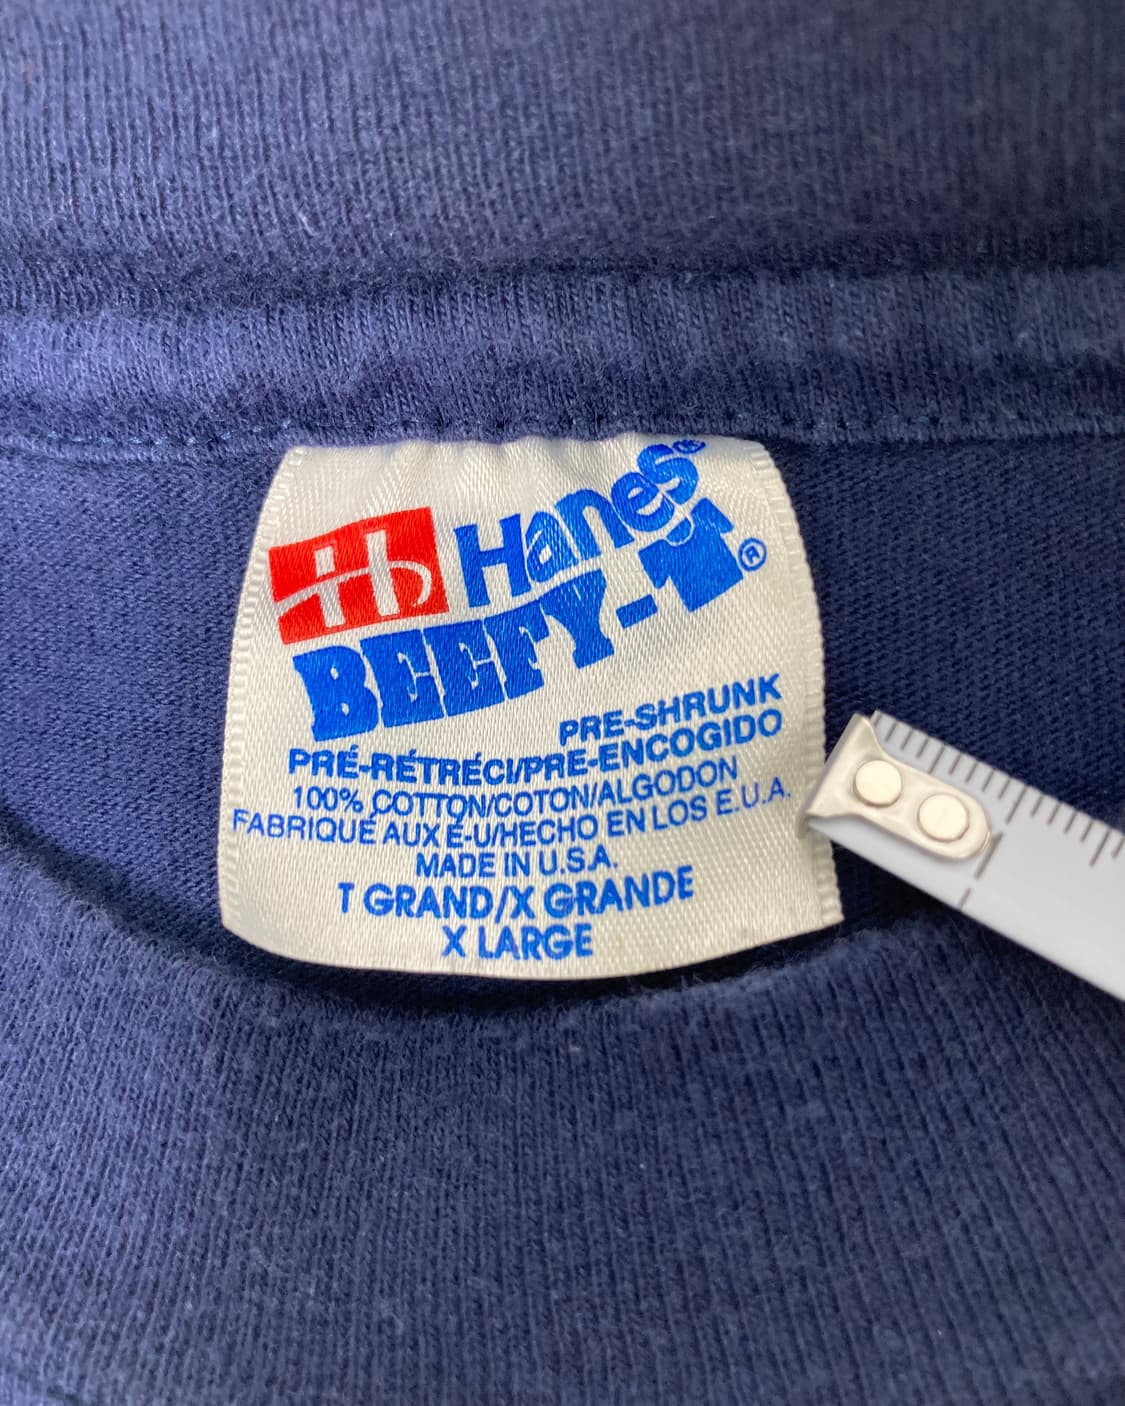 Hb Hanes®
BEEFY-T®
PRE-SHRUNK
PRÉ-RÉTRÉCI/PRE-ENCOGIDO
100% COTTON/COTON/ALGODON
FABRIQUÉ AUX É-U/HECHO EN LOS E.U.A.
MADE IN U.S.A.
T GRAND/X GRANDE
X LARGE